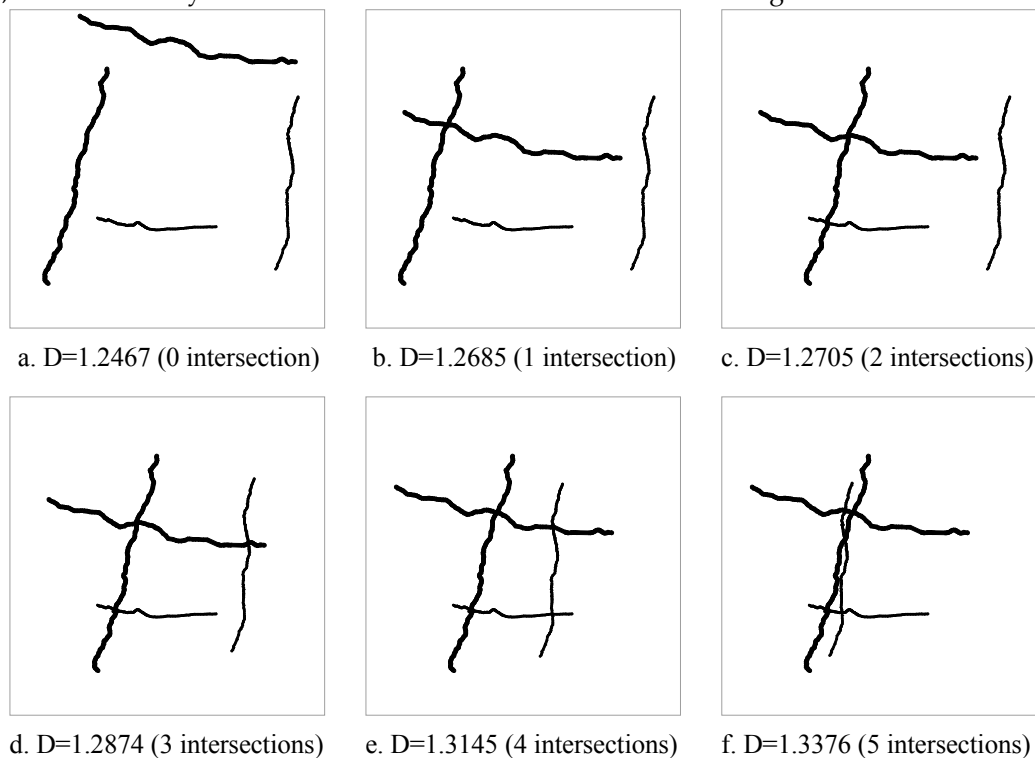 a. D=1.2467 (0 intersection)
b. D=1.2685 (1 intersection)
c. D=1.2705 (2 intersections)
d. D=1.2874 (3 intersections)
e. D=1.3145 (4 intersections)
f. D=1.3376 (5 intersections)